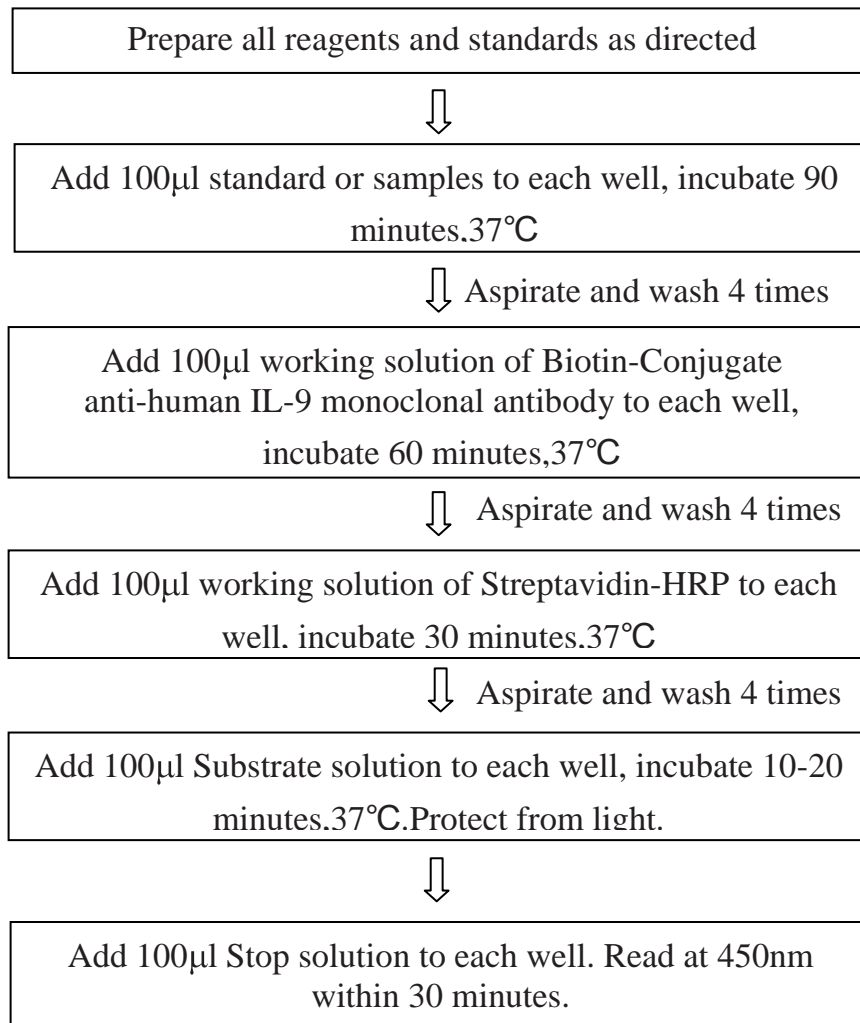 Prepare all reagents and standards as directed
Add 100μl standard or samples to each well, incubate 90
minutes,37℃
Aspirate and wash 4 times
Add 100μl working solution of Biotin-Conjugate
anti-human IL-9 monoclonal antibody to each well,
incubate 60 minutes,37℃
Aspirate and wash 4 times
Add 100μl working solution of Streptavidin-HRP to each
well, incubate 30 minutes,37℃
Aspirate and wash 4 times
Add 100μl Substrate solution to each well, incubate 10-20
minutes,37℃.Protect from light.
Add 100μl Stop solution to each well. Read at 450nm
within 30 minutes.